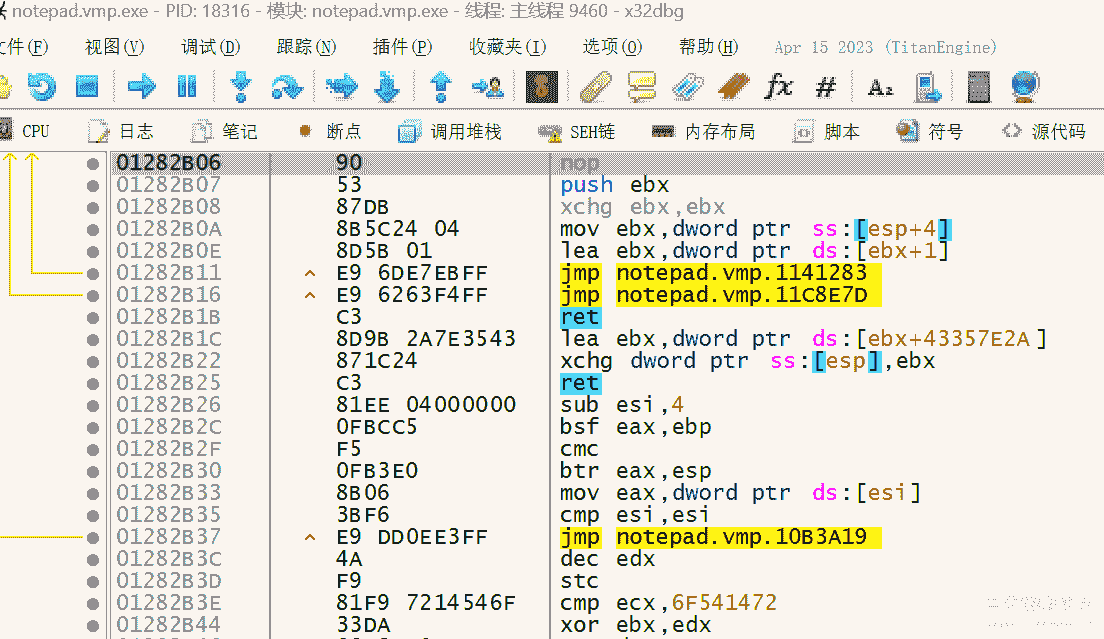 notepad.vmp.exe - PID: 18316 - 模块: notepad.vmp.exe - 线程: 主线程 9460 - x32dbg
文件(F) 视图(V) 调试(D) 跟踪(N) 插件(P) 收藏夹(I) 选项(O) 帮助(H) Apr 15 2023 (TitanEngine)
fx # A₂
CPU 日志 笔记 断点 调用堆栈 SEH链 内存布局 脚本 符号 源代码
01282B06 90 nop
01282B07 53 push ebx
01282B08 87DB xchg ebx,ebx
01282B0A 8B5C24 04 mov ebx,dword ptr ss:[esp+4]
01282B0E 8D5B 01 lea ebx,dword ptr ds:[ebx+1]
01282B11 ^ E9 6DE7EBFF jmp notepad.vmp.1141283
01282B16 ^ E9 6263F4FF jmp notepad.vmp.11C8E7D
01282B1B C3 ret
01282B1C 8D9B 2A7E3543 lea ebx,dword ptr ds:[ebx+43357E2A]
01282B22 871C24 xchg dword ptr ss:[esp],ebx
01282B25 C3 ret
01282B26 81EE 04000000 sub esi,4
01282B2C 0FBCC5 bsf eax,ebp
01282B2F F5 cmc
01282B30 0FB3E0 btr eax,esp
01282B33 8B06 mov eax,dword ptr ds:[esi]
01282B35 3BF6 cmp esi,esi
01282B37 ^ E9 DD0EE3FF jmp notepad.vmp.10B3A19
01282B3C 4A dec edx
01282B3D F9 stc
01282B3E 81F9 7214546F cmp ecx,6F541472
01282B44 33DA xor ebx,edx